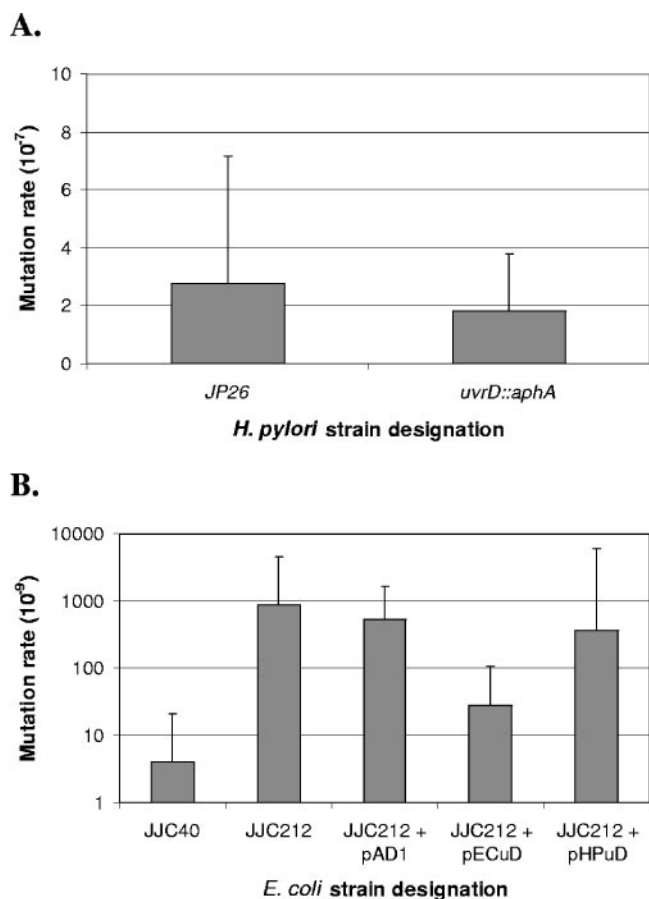 A.
10
8
6
4
2
0
Mutation rate (10⁻⁷)
JP26
uvrD::aphA
H. pylori strain designation
B.
10000
1000
100
10
1
Mutation rate (10⁻⁹)
JJC40
JJC212
JJC212 +
pAD1
JJC212 +
pECuD
JJC212 +
pHPuD
E. coli strain designation